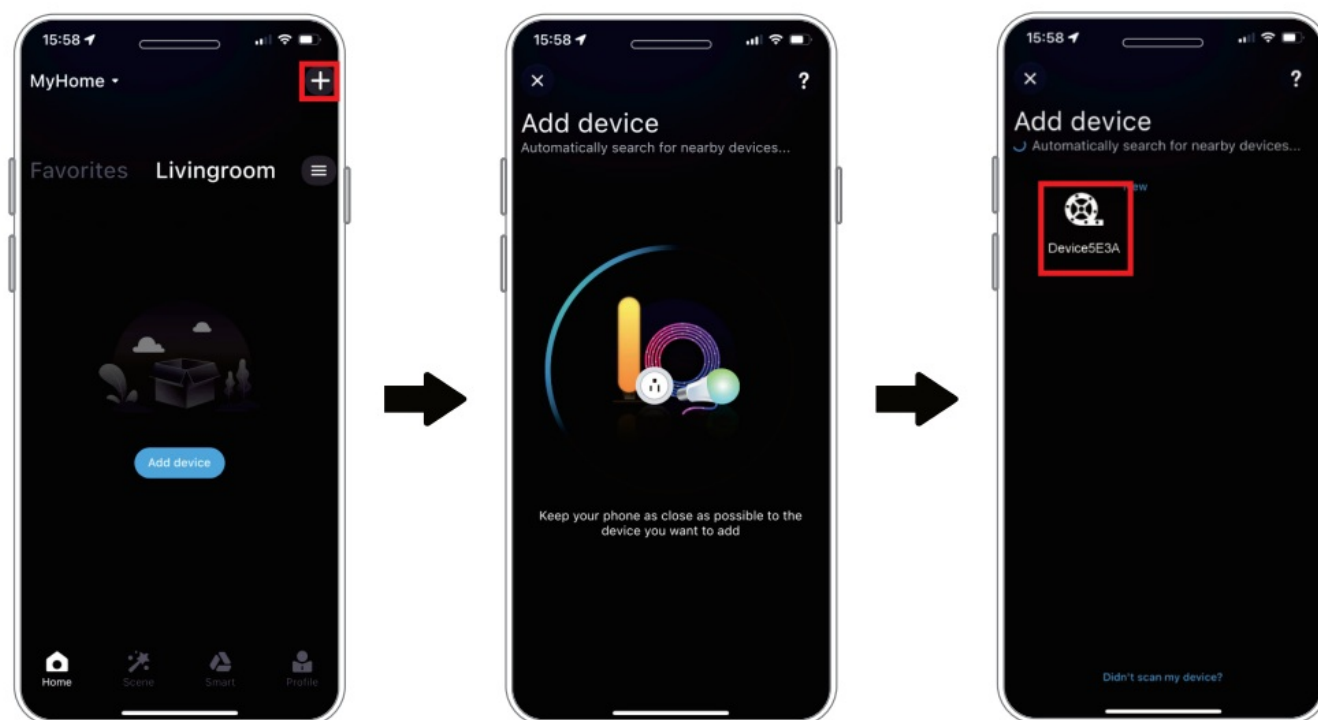 15:58
MyHome
Favorites Livingroom
Add device
Home Scene Smart Profile
15:58
?
Add device
Automatically search for nearby devices...
Keep your phone as close as possible to the
device you want to add
15:58
?
Add device
Automatically search for nearby devices...
New
Device5E3A
Didn't scan my device?